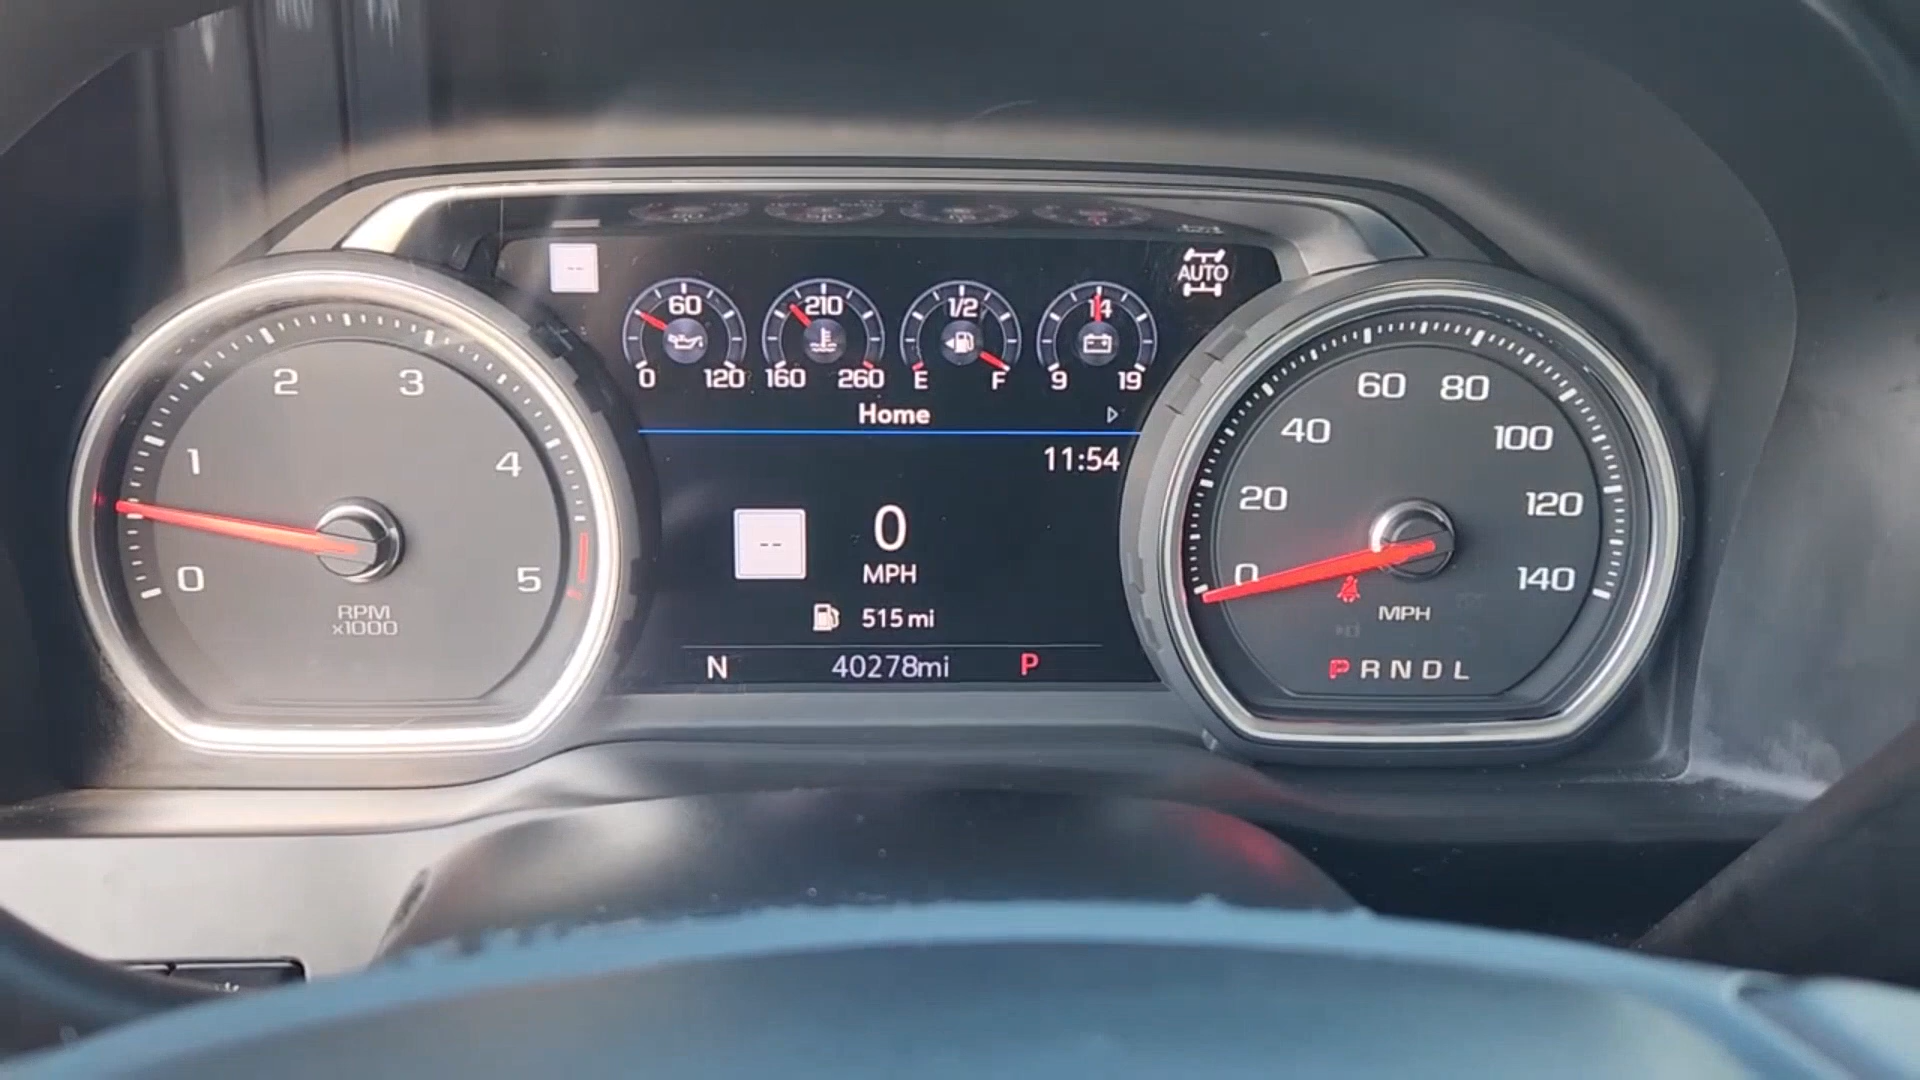 AUTO
60
0 120
210
160 260
1/2
E F
14
9 19
Home
11:54
--
--
0
MPH
515 mi
N 40278mi P
0
1
2
3
4
5
RPM
x1000
0
20
40
60
80
100
120
140
MPH
P R N D L